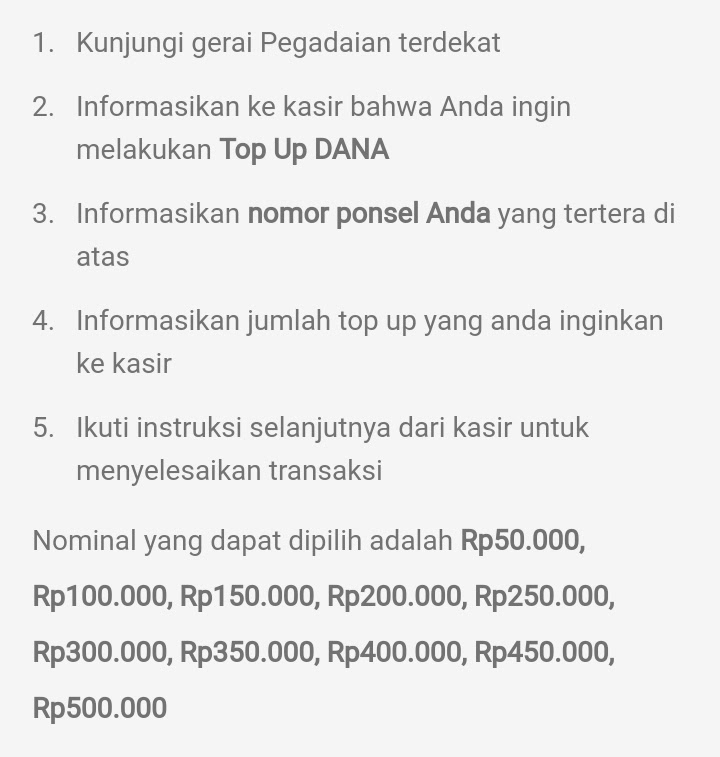 1. Kunjungi gerai Pegadaian terdekat
2. Informasikan ke kasir bahwa Anda ingin
melakukan Top Up DANA
3. Informasikan nomor ponsel Anda yang tertera di
atas
4. Informasikan jumlah top up yang anda inginkan
ke kasir
5. Ikuti instruksi selanjutnya dari kasir untuk
menyelesaikan transaksi
Nominal yang dapat dipilih adalah Rp50.000,
Rp100.000, Rp150.000, Rp200.000, Rp250.000,
Rp300.000, Rp350.000, Rp400.000, Rp450.000,
Rp500.000